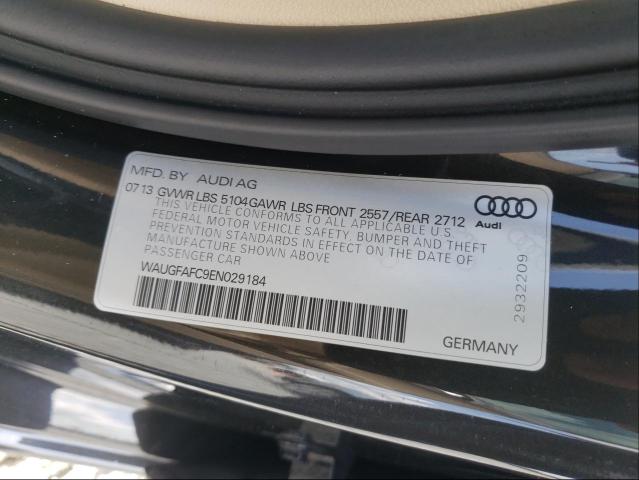 MFD. BY AUDI AG
07 13 GVWR LBS 5104 GAWR LBS FRONT 2557/REAR 2712
THIS VEHICLE CONFORMS TO ALL APPLICABLE U.S.
FEDERAL MOTOR VEHICLE SAFETY, BUMPER AND THEFT
PREVENTION STANDARDS IN EFFECT ON THE DATE OF
MANUFACTURE SHOWN ABOVE
PASSENGER CAR
WAUGFAFC9EN029184
Audi
2932209
GERMANY